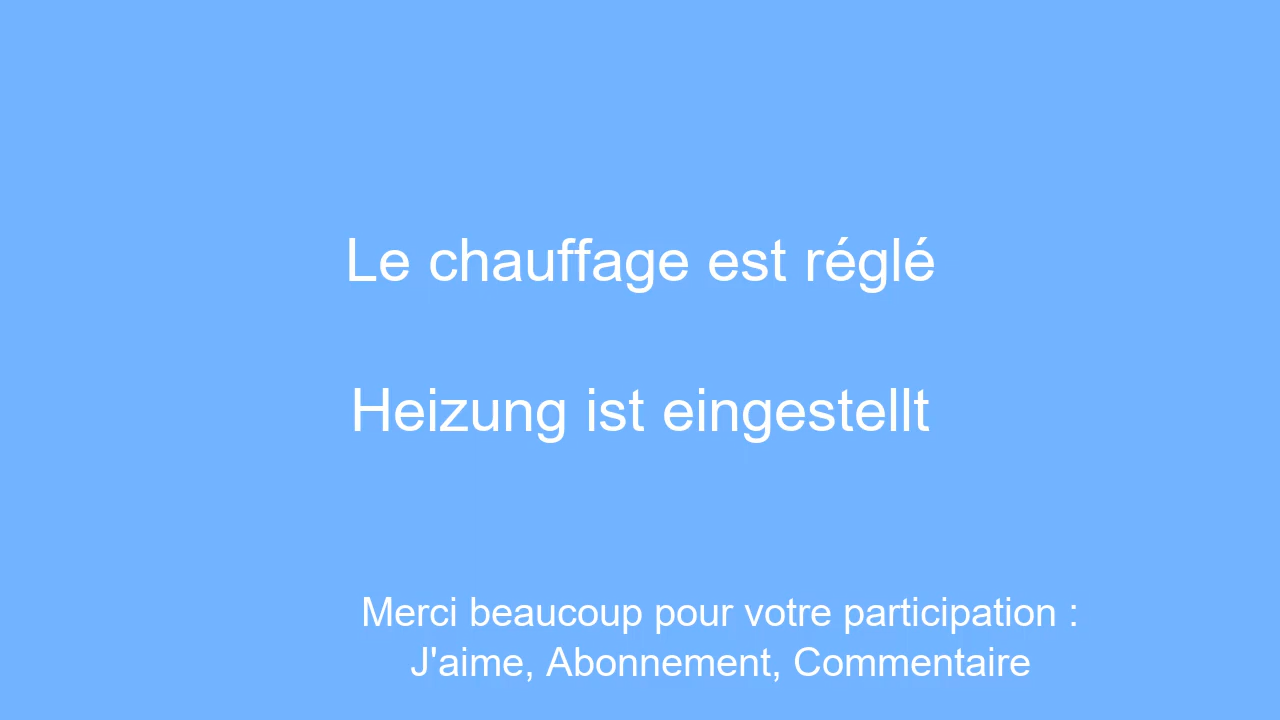 Le chauffage est réglé
Heizung ist eingestellt
Merci beaucoup pour votre participation :
J'aime, Abonnement, Commentaire